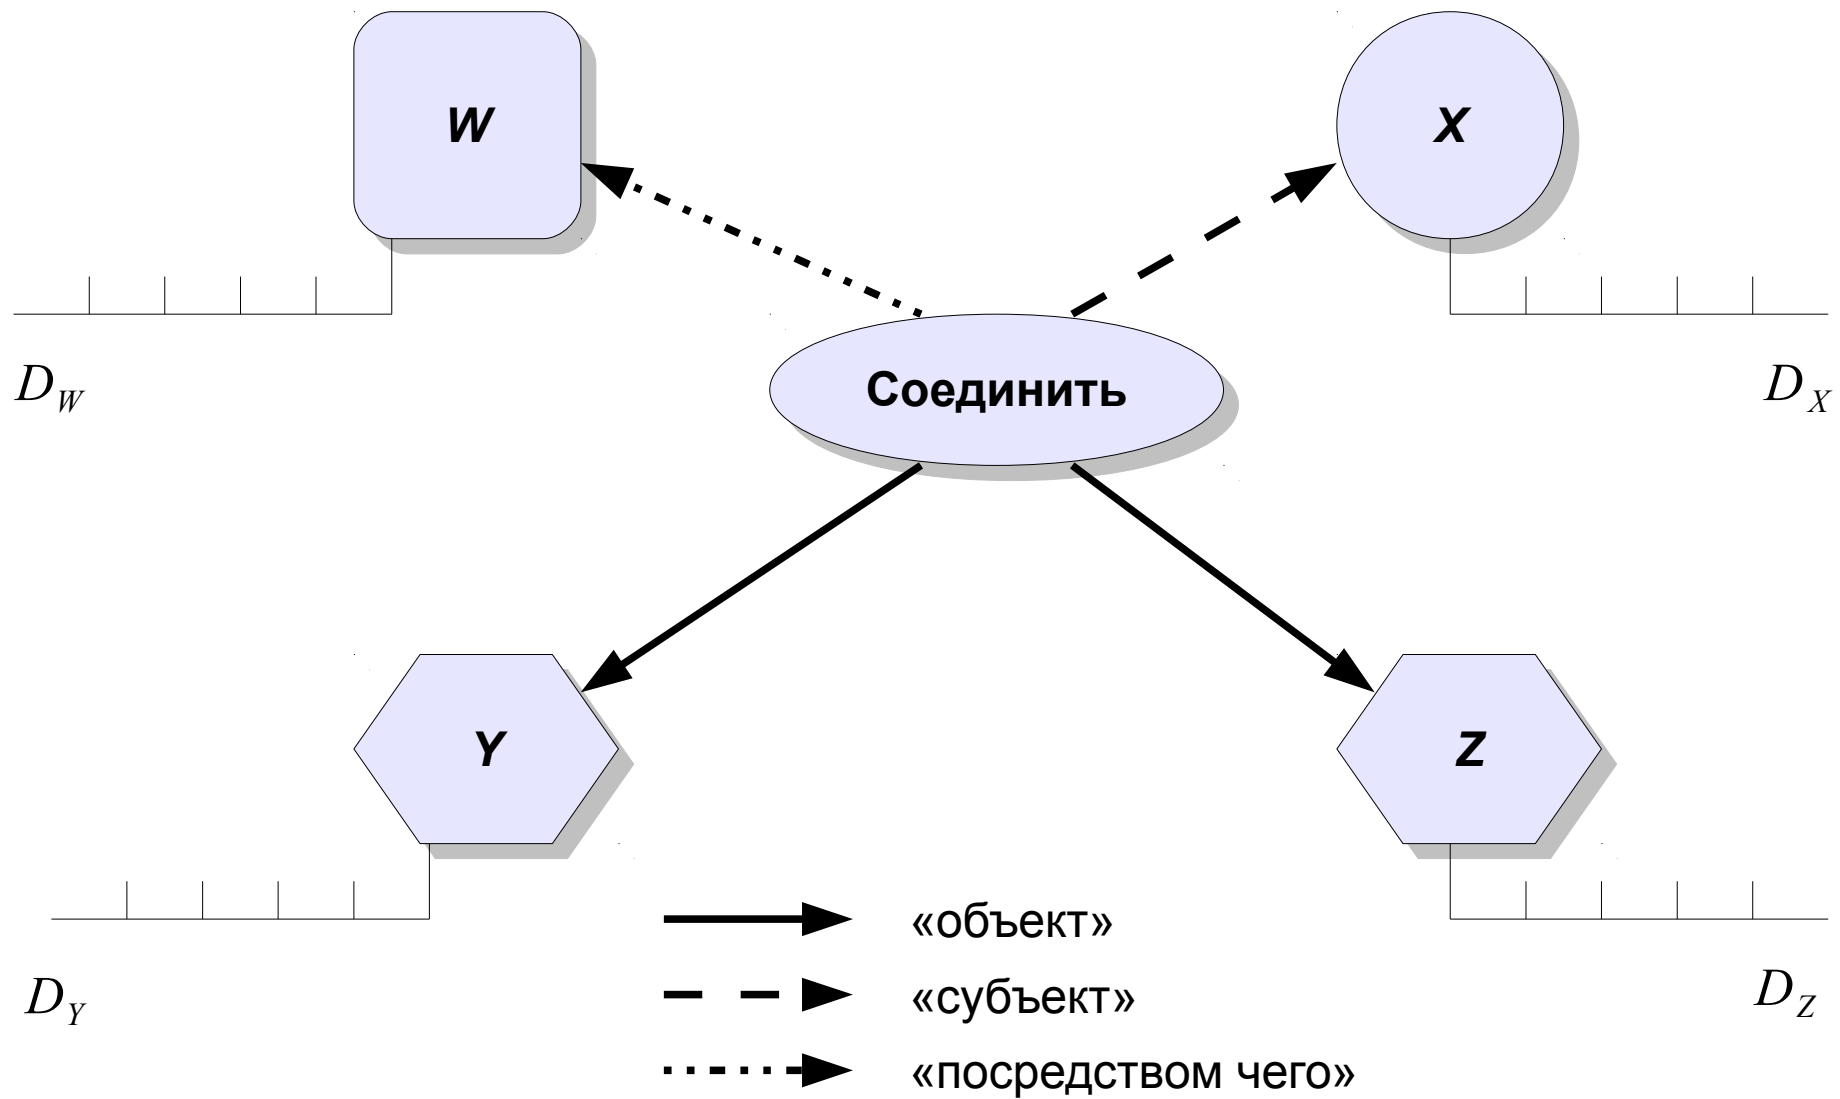 W
X
D_W
Соединить
D_X
Y
Z
D_Y
D_Z
«объект»
«субъект»
«посредством чего»